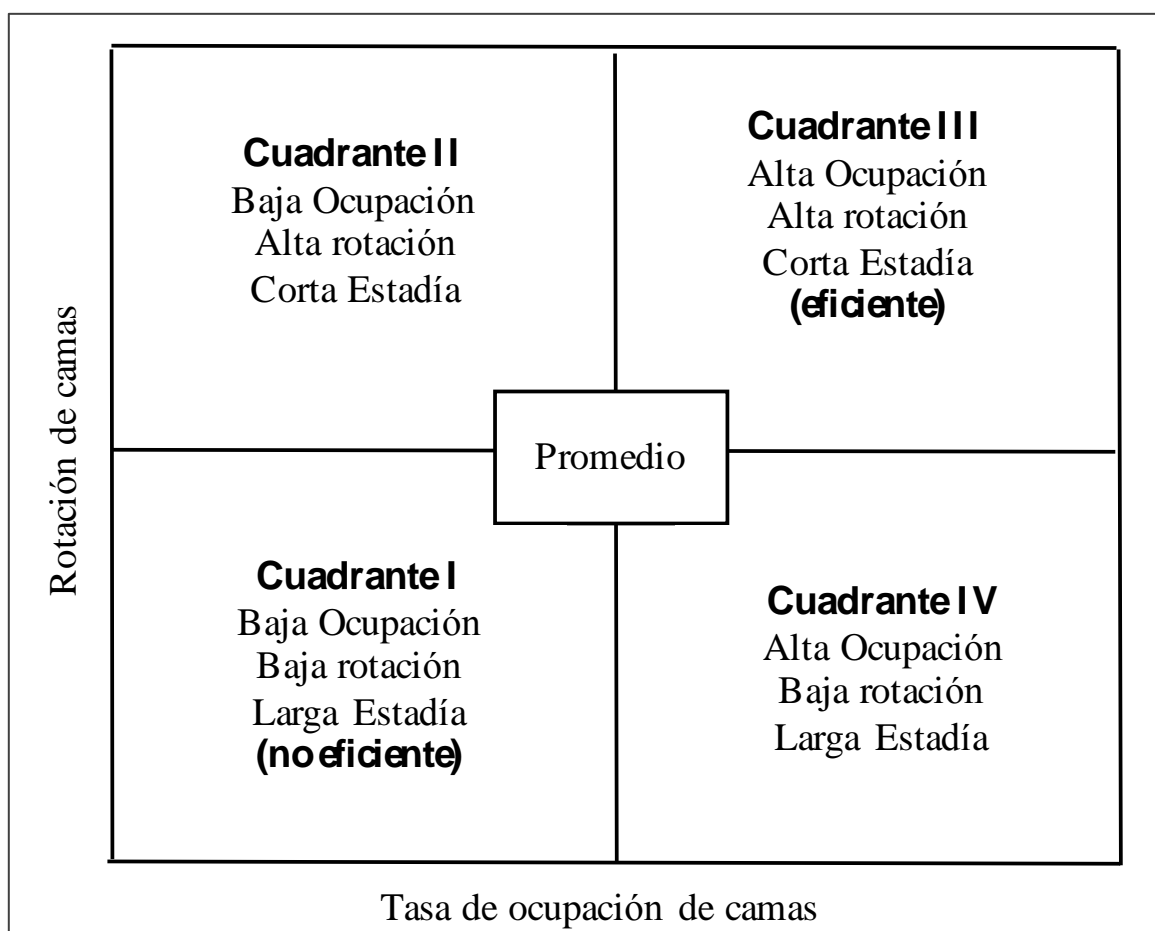 Cuadrante II
Baja Ocupación
Alta rotación
Corta Estadía
Cuadrante III
Alta Ocupación
Alta rotación
Corta Estadía
(eficiente)
Promedio
Rotación de camas
Cuadrante I
Baja Ocupación
Baja rotación
Larga Estadía
(no eficiente)
Cuadrante IV
Alta Ocupación
Baja rotación
Larga Estadía
Tasa de ocupación de camas